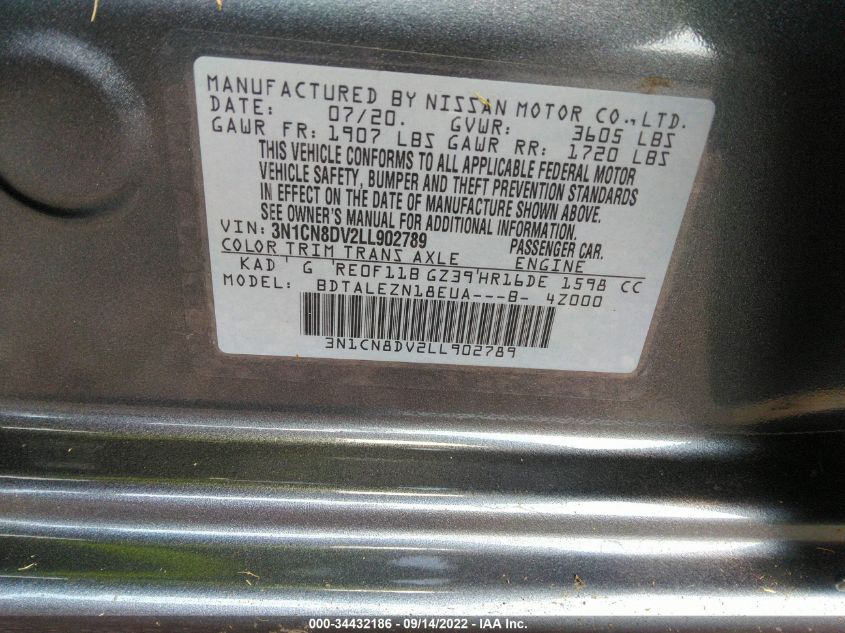 MANUFACTURED BY NISSAN MOTOR CO.,LTD.
DATE: 07/20. GVWR: 3605 LBS
GAWR FR: 1907 LBS GAWR RR: 1720 LBS
THIS VEHICLE CONFORMS TO ALL APPLICABLE FEDERAL MOTOR
VEHICLE SAFETY, BUMPER AND THEFT PREVENTION STANDARDS
IN EFFECT ON THE DATE OF MANUFACTURE SHOWN ABOVE.
SEE OWNER'S MANUAL FOR ADDITIONAL INFORMATION.
VIN: 3N1CN8DV2LL902789 PASSENGER CAR.
COLOR TRIM TRANS AXLE ENGINE
KAD ' G 'RE0F11B GZ39'HR16DE 1598 CC
MODEL: BDTALEZN18EUA---B- 4Z000
3N1CN8DV2LL902789
000-34432186 - 09/14/2022 - IAA Inc.